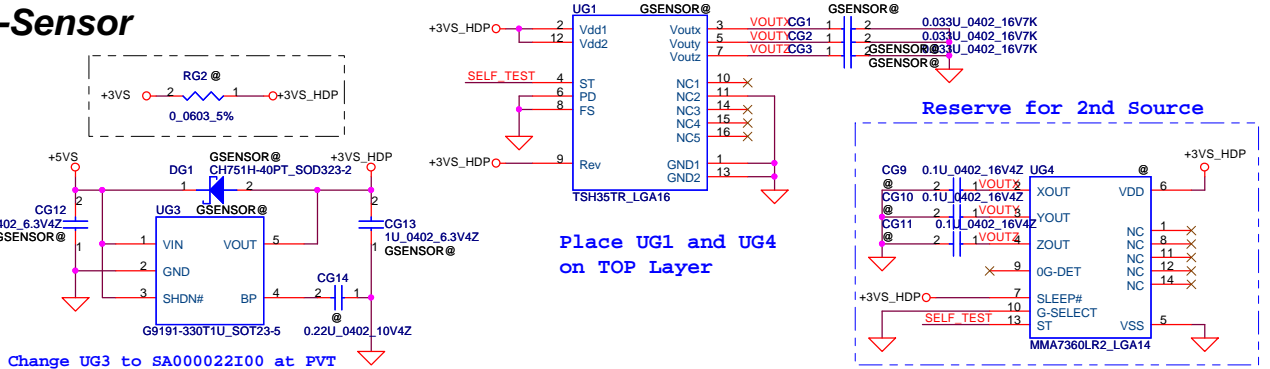 -Sensor
RG2 @
+3VS 2 1 +3VS_HDP
0_0603_5%
+5VS
GSENSOR@
+3VS_HDP
DG1 CH751H-40PT_SOD323-2
1 2
UG3 GSENSOR@
2
1
CG12
402_6.3V4Z
GSENSOR@
2
1
CG13
1U_0402_6.3V4Z
GSENSOR@
1 VIN VOUT 5
2 GND
3 SHDN# BP 4
CG14
2 1
@
0.22U_0402_10V4Z
G9191-330T1U_SOT23-5
Change UG3 to SA000022I00 at PVT
UG1 GSENSOR@
+3VS_HDP 2 Vdd1 Voutx 3 VOUTX
12 Vdd2 Vouty 5 VOUTY
Voutz 7 VOUTZ
SELF_TEST 4 ST NC1 10
6 PD NC2 11
8 FS NC3 14
NC4 15
NC5 16
+3VS_HDP 9 Rev GND1 1
GND2 13
TSH35TR_LGA16
GSENSOR@
CG1 1 2 0.033U_0402_16V7K
CG2 1 2 0.033U_0402_16V7K
CG3 1 2 0.033U_0402_16V7K
GSENSOR@
GSENSOR@
Place UG1 and UG4
on TOP Layer
Reserve for 2nd Source
+3VS_HDP
CG9 0.1U_0402_16V4Z UG4 @
@ 2 1 VOUTX 2 XOUT VDD 6
CG10 0.1U_0402_16V4Z
@ 2 1 VOUTY 3 YOUT NC 1
CG11 0.1U_0402_16V4Z NC 8
@ 2 1 VOUTZ 4 ZOUT NC 11
NC 12
9 0G-DET NC 14
+3VS_HDP 7 SLEEP#
10 G-SELECT
SELF_TEST 13 ST VSS 5
MMA7360LR2_LGA14